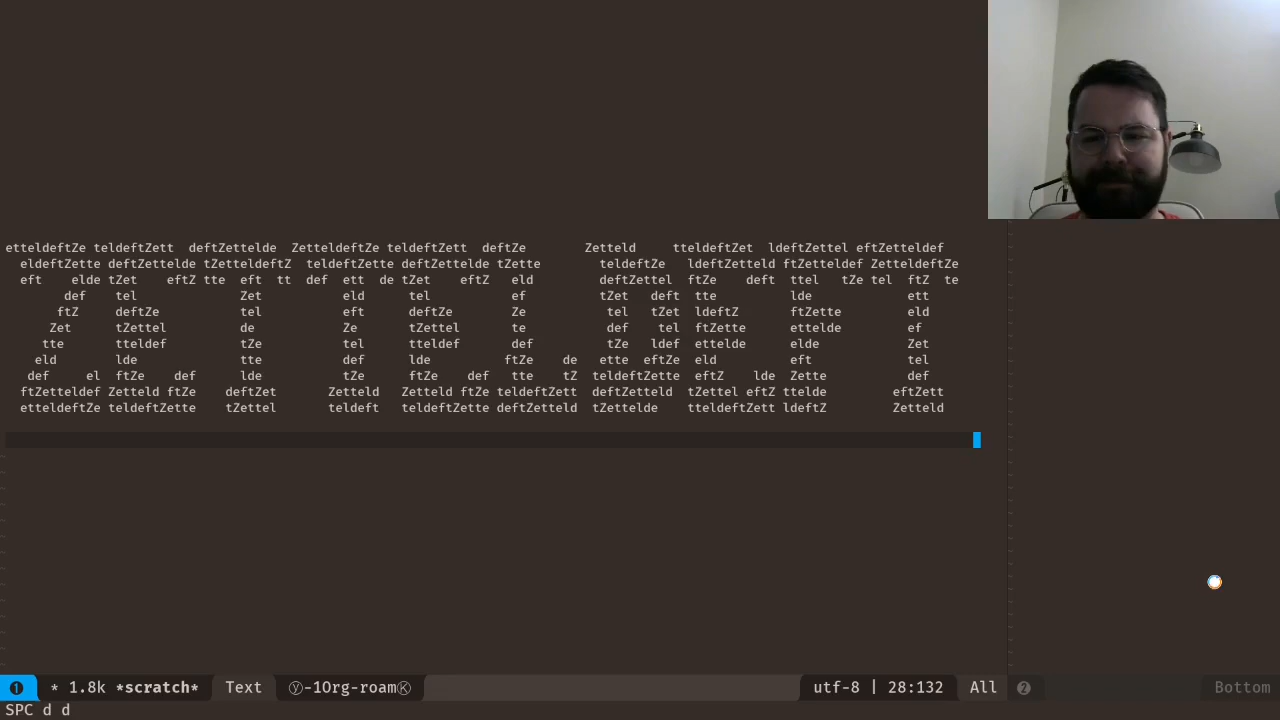 etteldeftZe teldeftZett  deftZettelde  ZetteldeftZe teldeftZett  deftZe        Zetteld     tteldeftZet  ldeftZettel eftZetteldef
  eldeftZette deftZettelde tZetteldeftZ  teldeftZette deftZettelde tZette        teldeftZe   ldeftZetteld ftZetteldef ZetteldeftZe
  eft    elde tZet    eftZ tte  eft  tt  def  ett  de tZet    eftZ   eld         deftZettel  ftZe    deft  ttel   tZe tel  ftZ  te
        def    tel              Zet           eld      tel           ef          tZet   deft  tte          lde             ett
       ftZ     deftZe           tel           eft      deftZe        Ze           tel   tZet  ldeftZ       ftZette         eld
      Zet      tZettel          de            Ze       tZettel       te           def    tel  ftZette      ettelde         ef
     tte       tteldef          tZe           tel      tteldef       def          tZe   ldef  ettelde      eldef           Zet
    eld        lde              tte           def      lde          ftZe    de   ette  eftZe  eld          eft             tel
   def     el  ftZe    def      lde           tZe      ftZe    def   tte    tZ  teldeftZette  eftZ    lde  Zette           def
  ftZetteldef Zetteld ftZe    deftZet       Zetteld   Zetteld ftZe teldeftZett  deftZetteld  tZettel eftZ ttelde         eftZett
  etteldeftZe teldeftZette    tZettel       teldeft   teldeftZette deftZetteld  tZettelde    tteldeftZett ldeftZ         Zetteld
❶ * 1.8k *scratch* Text ⓨ-1Org-roamⓀ utf-8 | 28:132 All ❷ Bottom
SPC d d